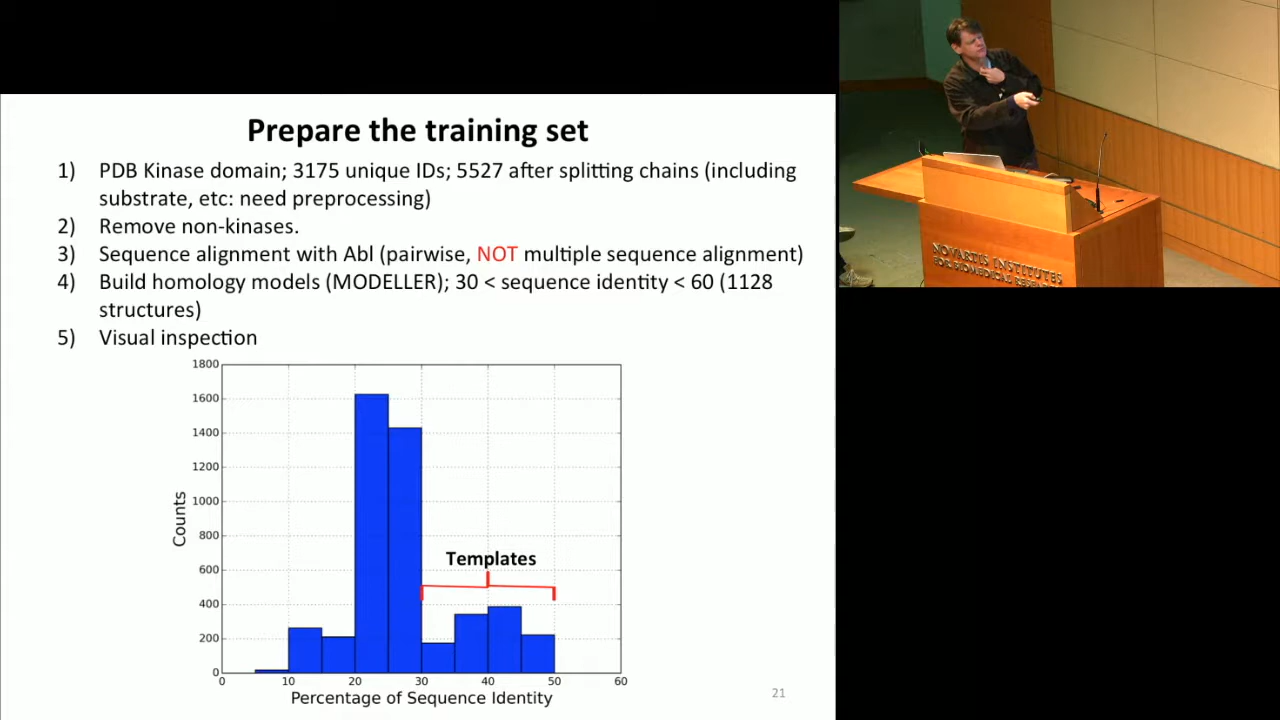 Prepare the training set
1) PDB Kinase domain; 3175 unique IDs; 5527 after splitting chains (including
substrate, etc: need preprocessing)
2) Remove non-kinases.
3) Sequence alignment with Abl (pairwise, NOT multiple sequence alignment)
4) Build homology models (MODELLER); 30 < sequence identity < 60 (1128
structures)
5) Visual inspection
1800
1600
1400
1200
1000
800
600
400
200
0
Counts
Templates
0 10 20 30 40 50 60
Percentage of Sequence Identity
21
NOVARTIS INSTITUTES
FOR BIOMEDICAL RESEARCH